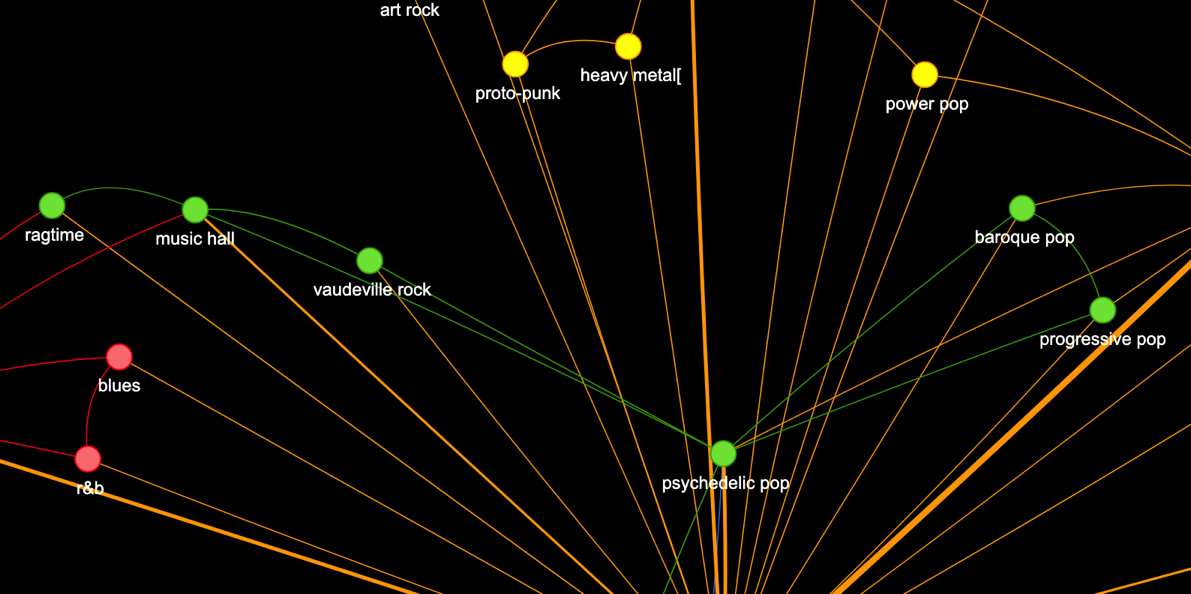 art rock
heavy metal[
proto-punk
power pop
ragtime
music hall
baroque pop
vaudeville rock
progressive pop
blues
psychedelic pop
r&b